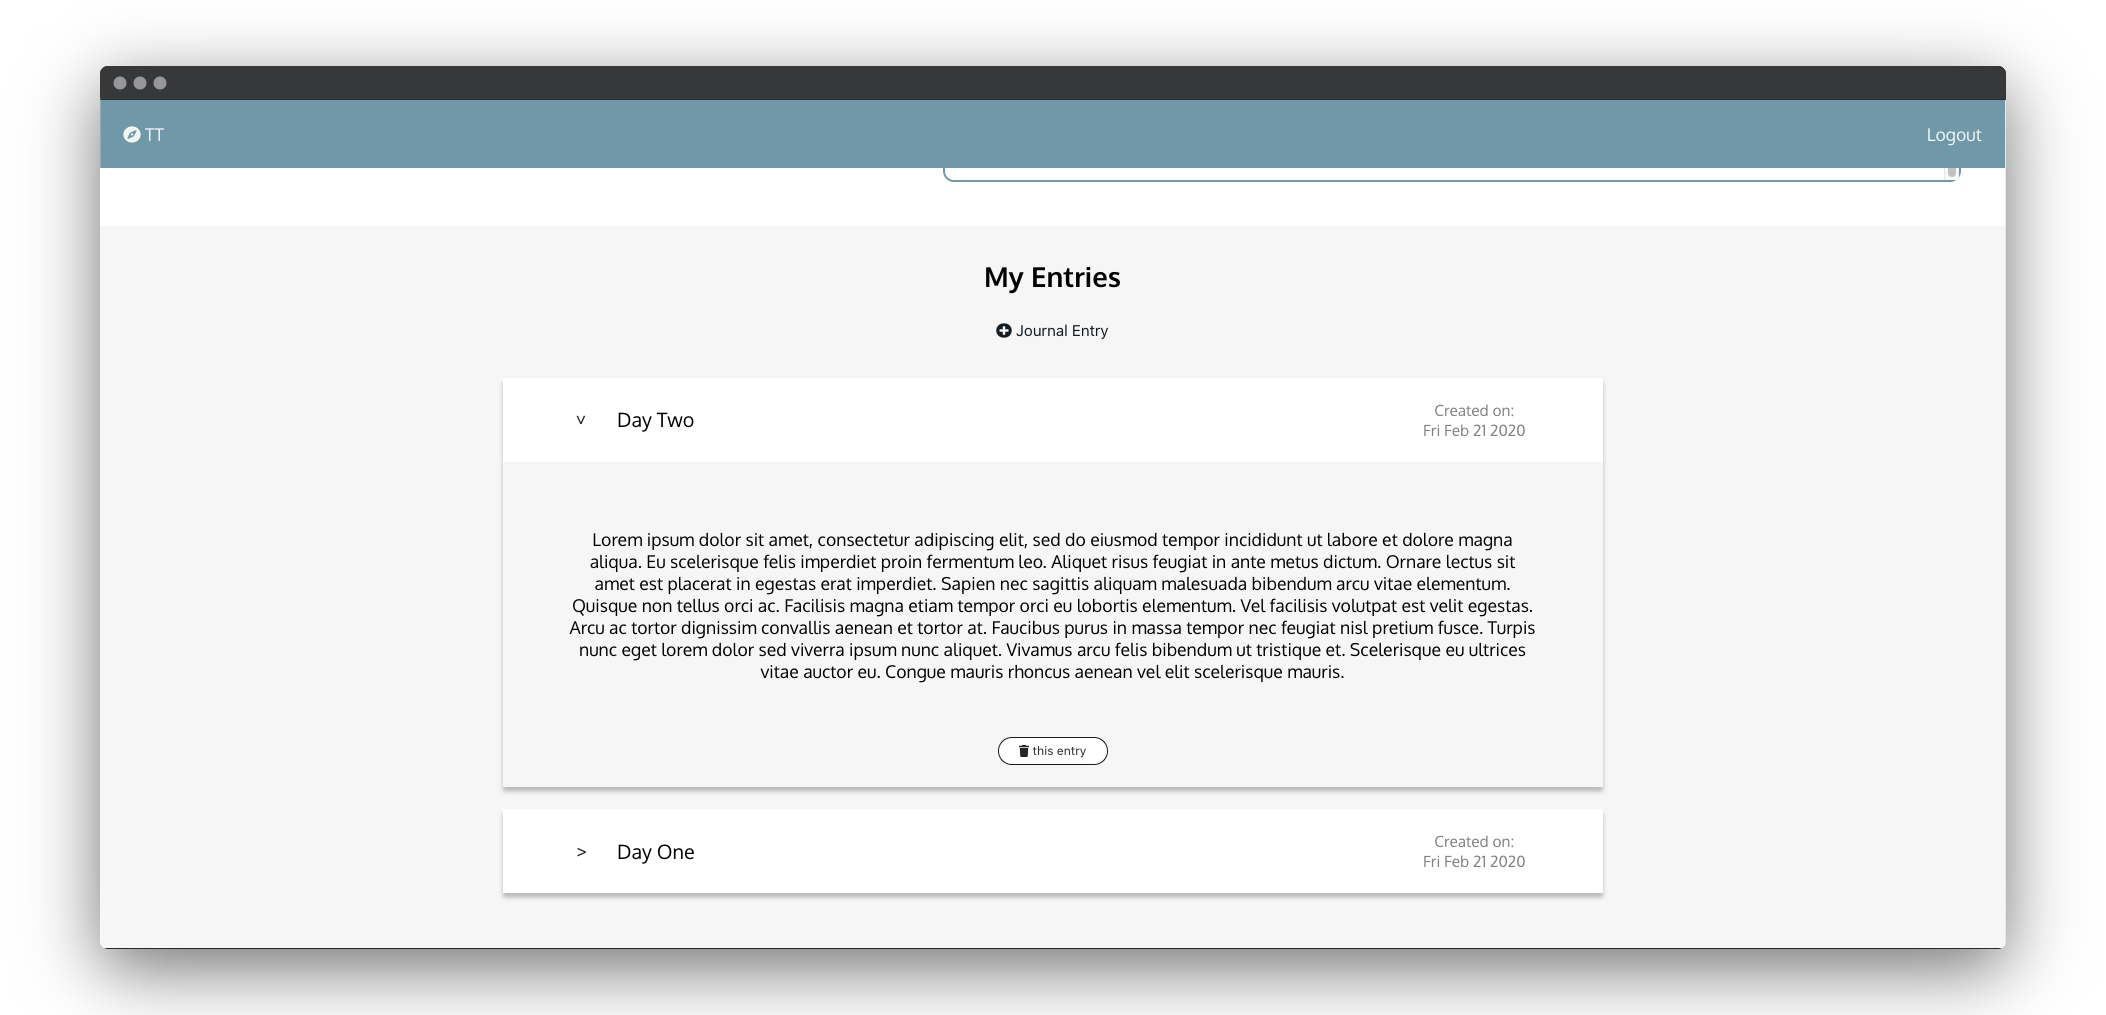 TT
Logout
My Entries
Journal Entry
v Day Two
Created on:
Fri Feb 21 2020
Lorem ipsum dolor sit amet, consectetur adipiscing elit, sed do eiusmod tempor incididunt ut labore et dolore magna
aliqua. Eu scelerisque felis imperdiet proin fermentum leo. Aliquet risus feugiat in ante metus dictum. Ornare lectus sit
amet est placerat in egestas erat imperdiet. Sapien nec sagittis aliquam malesuada bibendum arcu vitae elementum.
Quisque non tellus orci ac. Facilisis magna etiam tempor orci eu lobortis elementum. Vel facilisis volutpat est velit egestas.
Arcu ac tortor dignissim convallis aenean et tortor at. Faucibus purus in massa tempor nec feugiat nisl pretium fusce. Turpis
nunc eget lorem dolor sed viverra ipsum nunc aliquet. Vivamus arcu felis bibendum ut tristique et. Scelerisque eu ultrices
vitae auctor eu. Congue mauris rhoncus aenean vel elit scelerisque mauris.
this entry
> Day One
Created on:
Fri Feb 21 2020